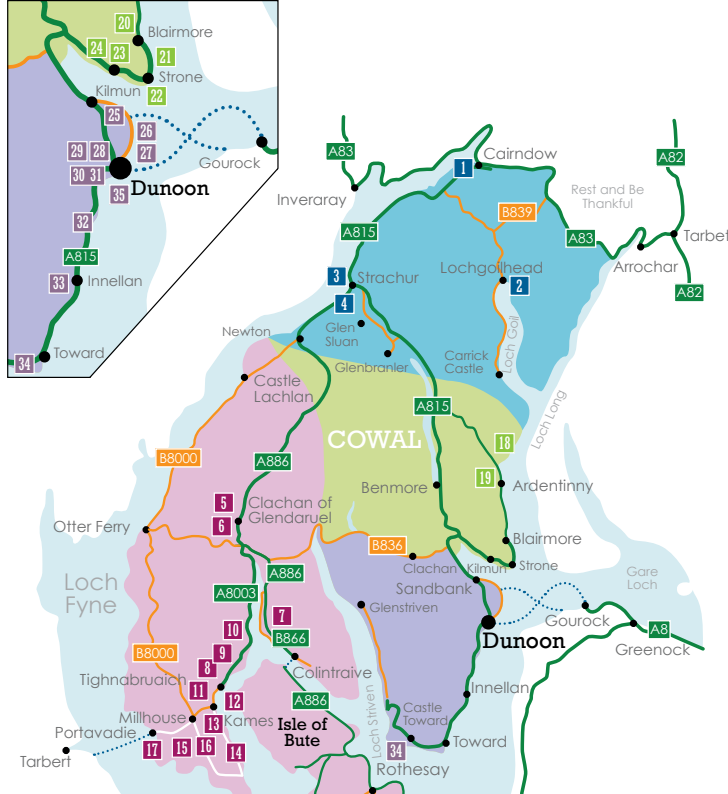 20
Blairmore
24
23
21
Strone
Kilmun
22
25
26
29
28
27
Gourock
30
31
Dunoon
35
32
A815
33
Innellan
Toward
34
A83
Cairndow
1
A82
Inveraray
Rest and Be
Thankful
B839
A815
A83
Tarbet
Arrochar
Lochgoilhead
3
Strachur
2
A82
4
Glen
Sluan
Newton
Loch Goil
Carrick
Castle
Glenbranler
Castle
Lachlan
A815
Loch Long
COWAL
18
B8000
A886
19
Ardentinny
Benmore
5
Clachan of
Glendaruel
6
Otter Ferry
B836
Blairmore
Clachan
Kilmun
Strone
A886
Loch
Fyne
Sandbank
Gare
Loch
A8003
Glenstriven
7
Gourock
10
B866
Dunoon
A8
Greenock
9
B8000
8
Colintraive
Tighnabruaich
11
Innellan
12
A886
Loch Striven
Castle
Toward
Millhouse
13
Kames
Isle of
Bute
Portavadie
17
15
16
14
34
Toward
Tarbert
Rothesay